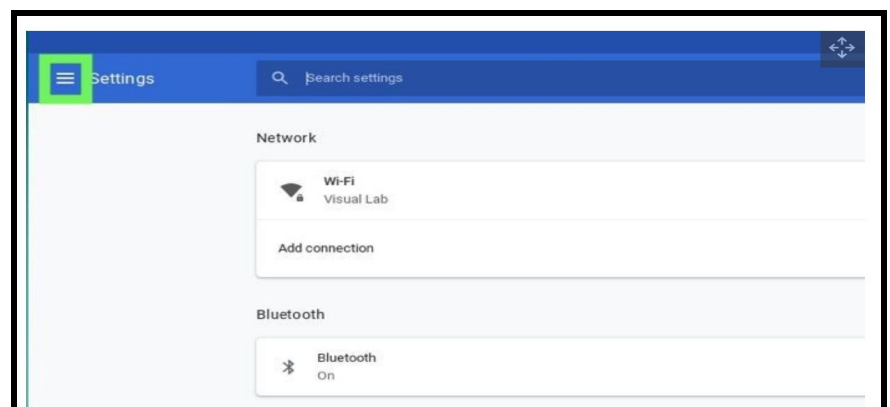 Settings
Search settings
Network
Wi-Fi
Visual Lab
Add connection
Bluetooth
Bluetooth
On